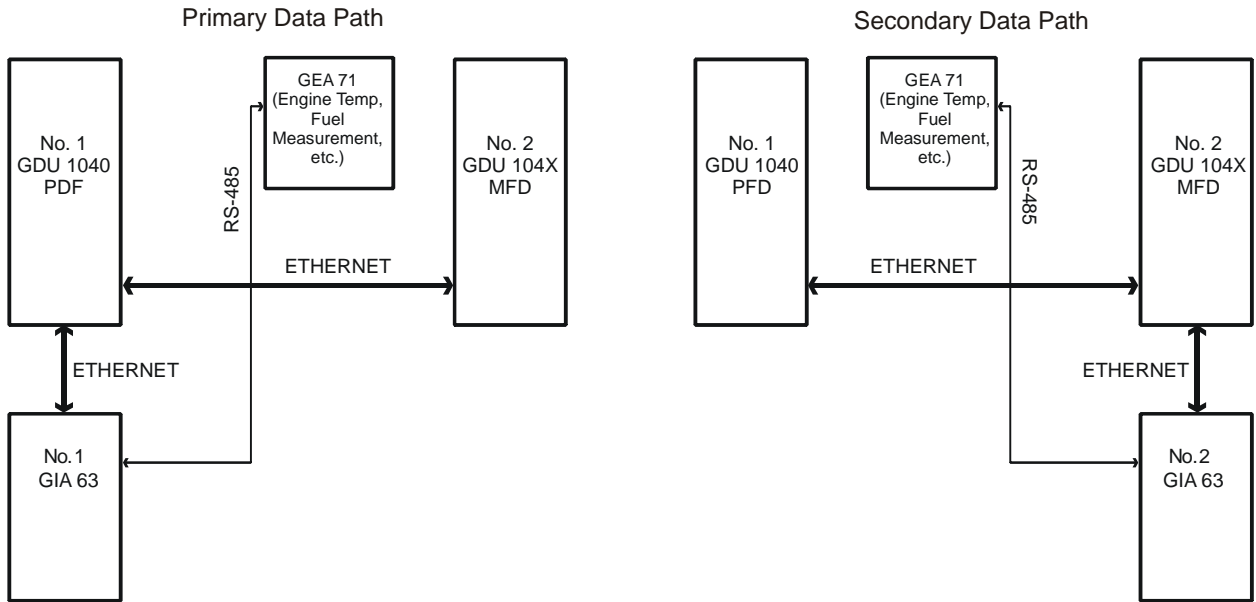 Primary Data Path
No. 1
GDU 1040
PDF
GEA 71
(Engine Temp,
Fuel
Measurement,
etc.)
No. 2
GDU 104X
MFD
RS-485
ETHERNET
ETHERNET
No.1
GIA 63
Secondary Data Path
No. 1
GDU 1040
PFD
GEA 71
(Engine Temp,
Fuel
Measurement,
etc.)
No. 2
GDU 104X
MFD
RS-485
ETHERNET
ETHERNET
No.2
GIA 63